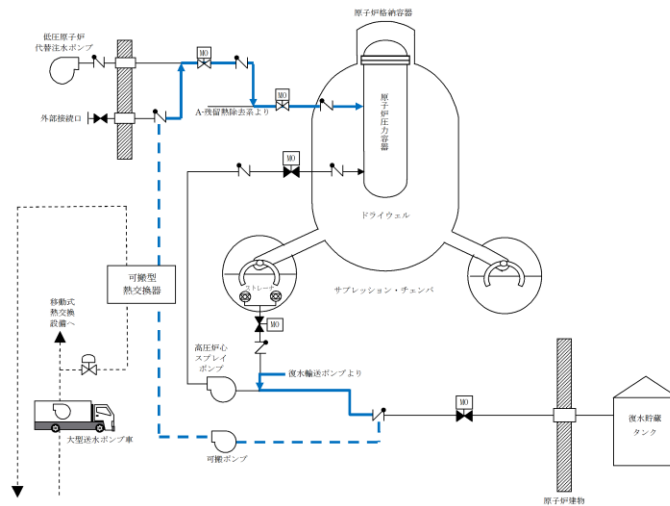 原子炉格納容器
低圧原子炉
代替注水ポンプ
MO
外部接続口
A-残留熱除去系より
MO
原子炉圧力容器
MO
ドライウェル
サプレッション・チェンバ
ストレーナ
MO
可搬型
熱交換器
移動式
熱交換
設備へ
高圧炉心
スプレイ
ポンプ
復水輸送ポンプより
MO
復水貯蔵
タンク
大型送水ポンプ車
可搬ポンプ
原子炉建物